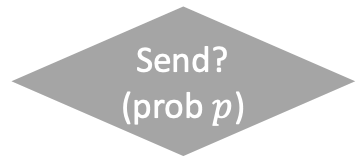 Send?
(prob 𝑝)